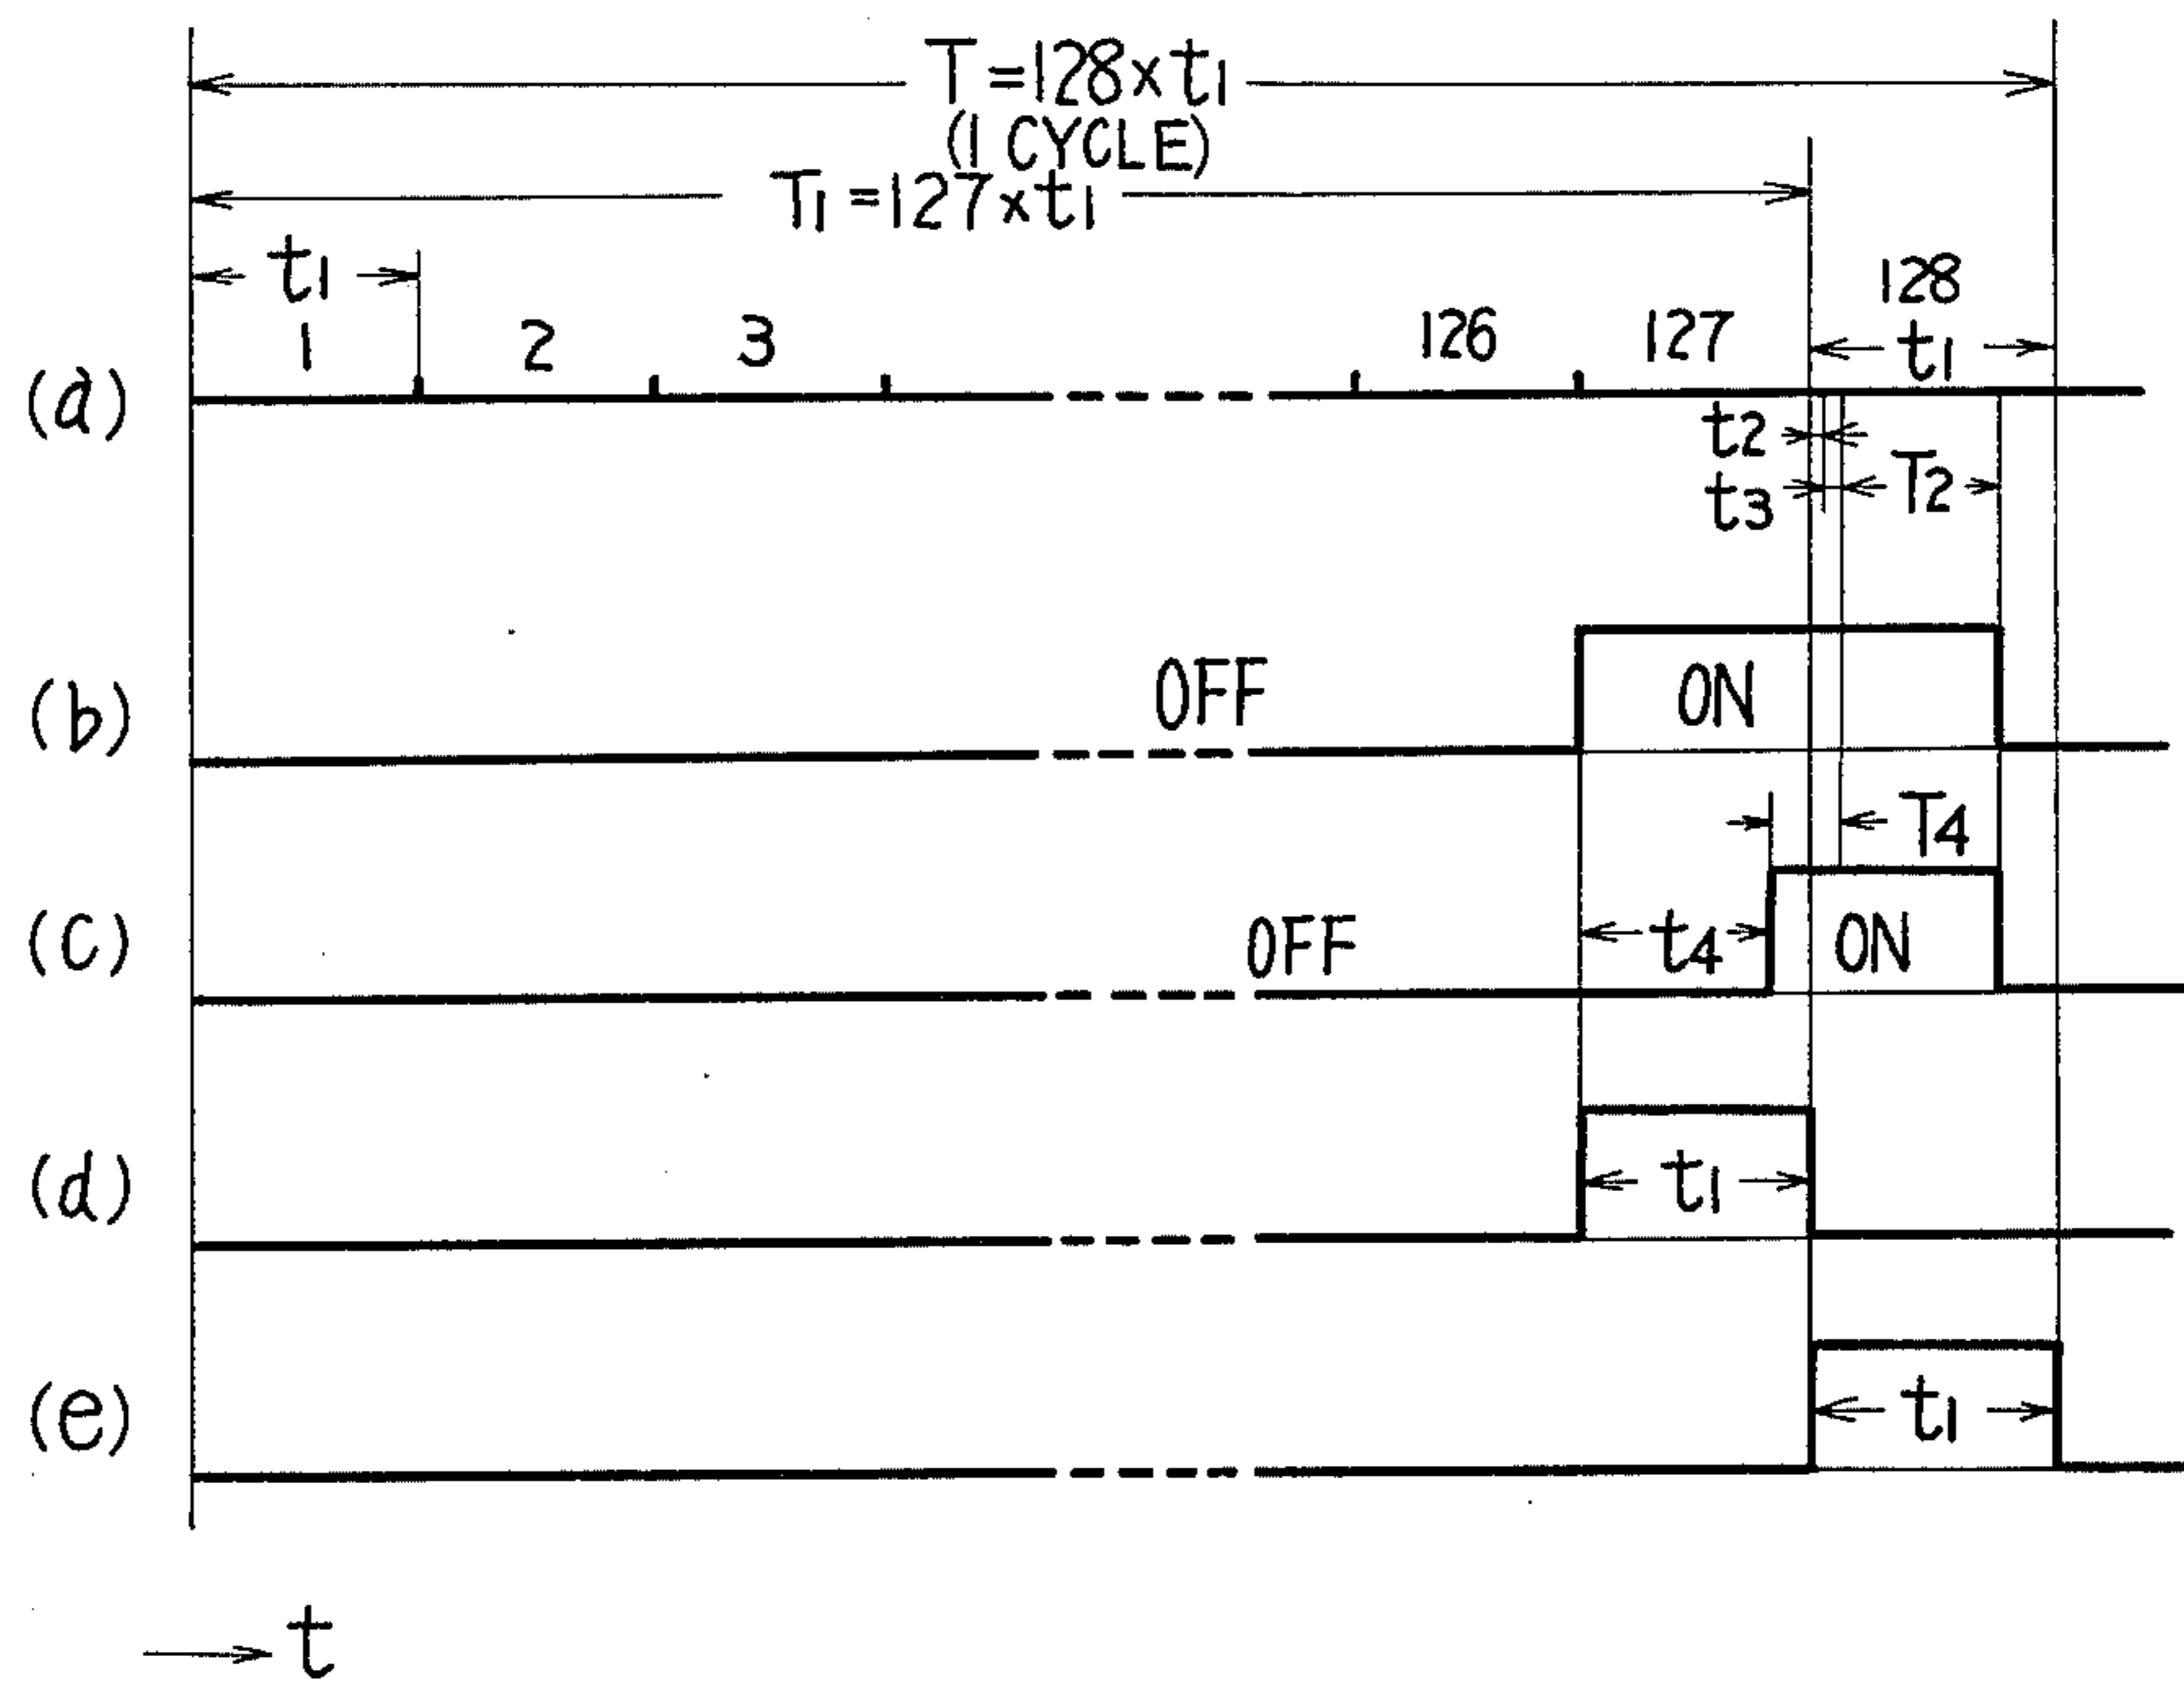 T=128×t1
(1 CYCLE)
T1=127×t1
t1
128
1 2 3 126 127 t1
(a)
t2
t3 T2
(b) OFF ON
T4
(c) OFF t4 ON
(d) t1
(e) t1
t